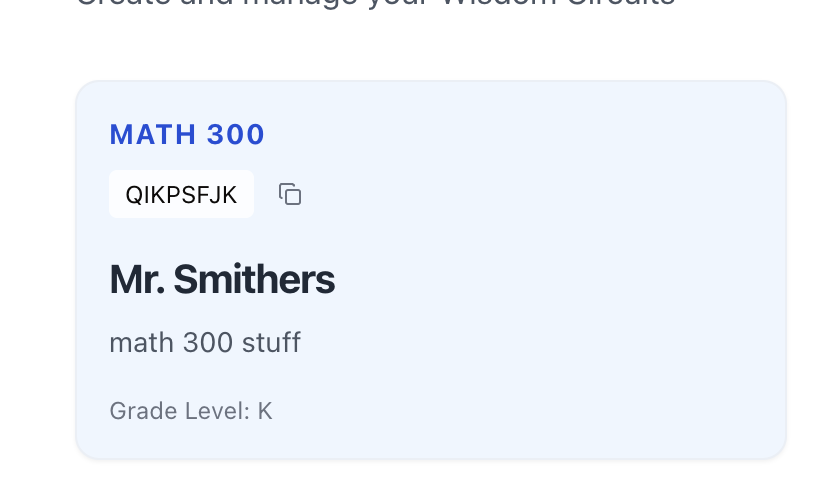 Create and manage your Wisdom Circuits
MATH 300
QIKPSFJK
Mr. Smithers
math 300 stuff
Grade Level: K